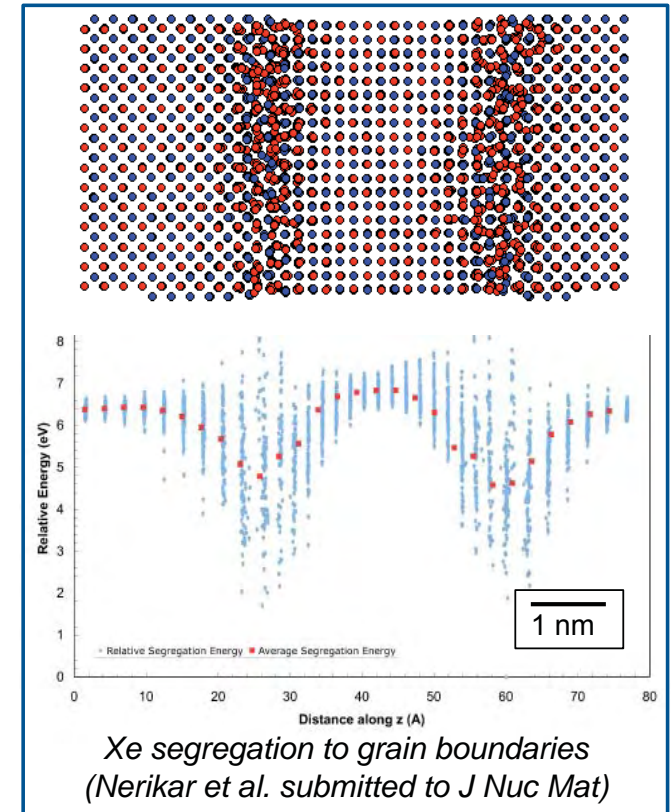 8
7
6
5
4
3
2
1
0
Relative Energy (eV)
1 nm
Relative Segregation Energy Average Segregation Energy
0 10 20 30 40 50 60 70 80
Distance along z (A)
Xe segregation to grain boundaries
(Nerikar et al. submitted to J Nuc Mat)